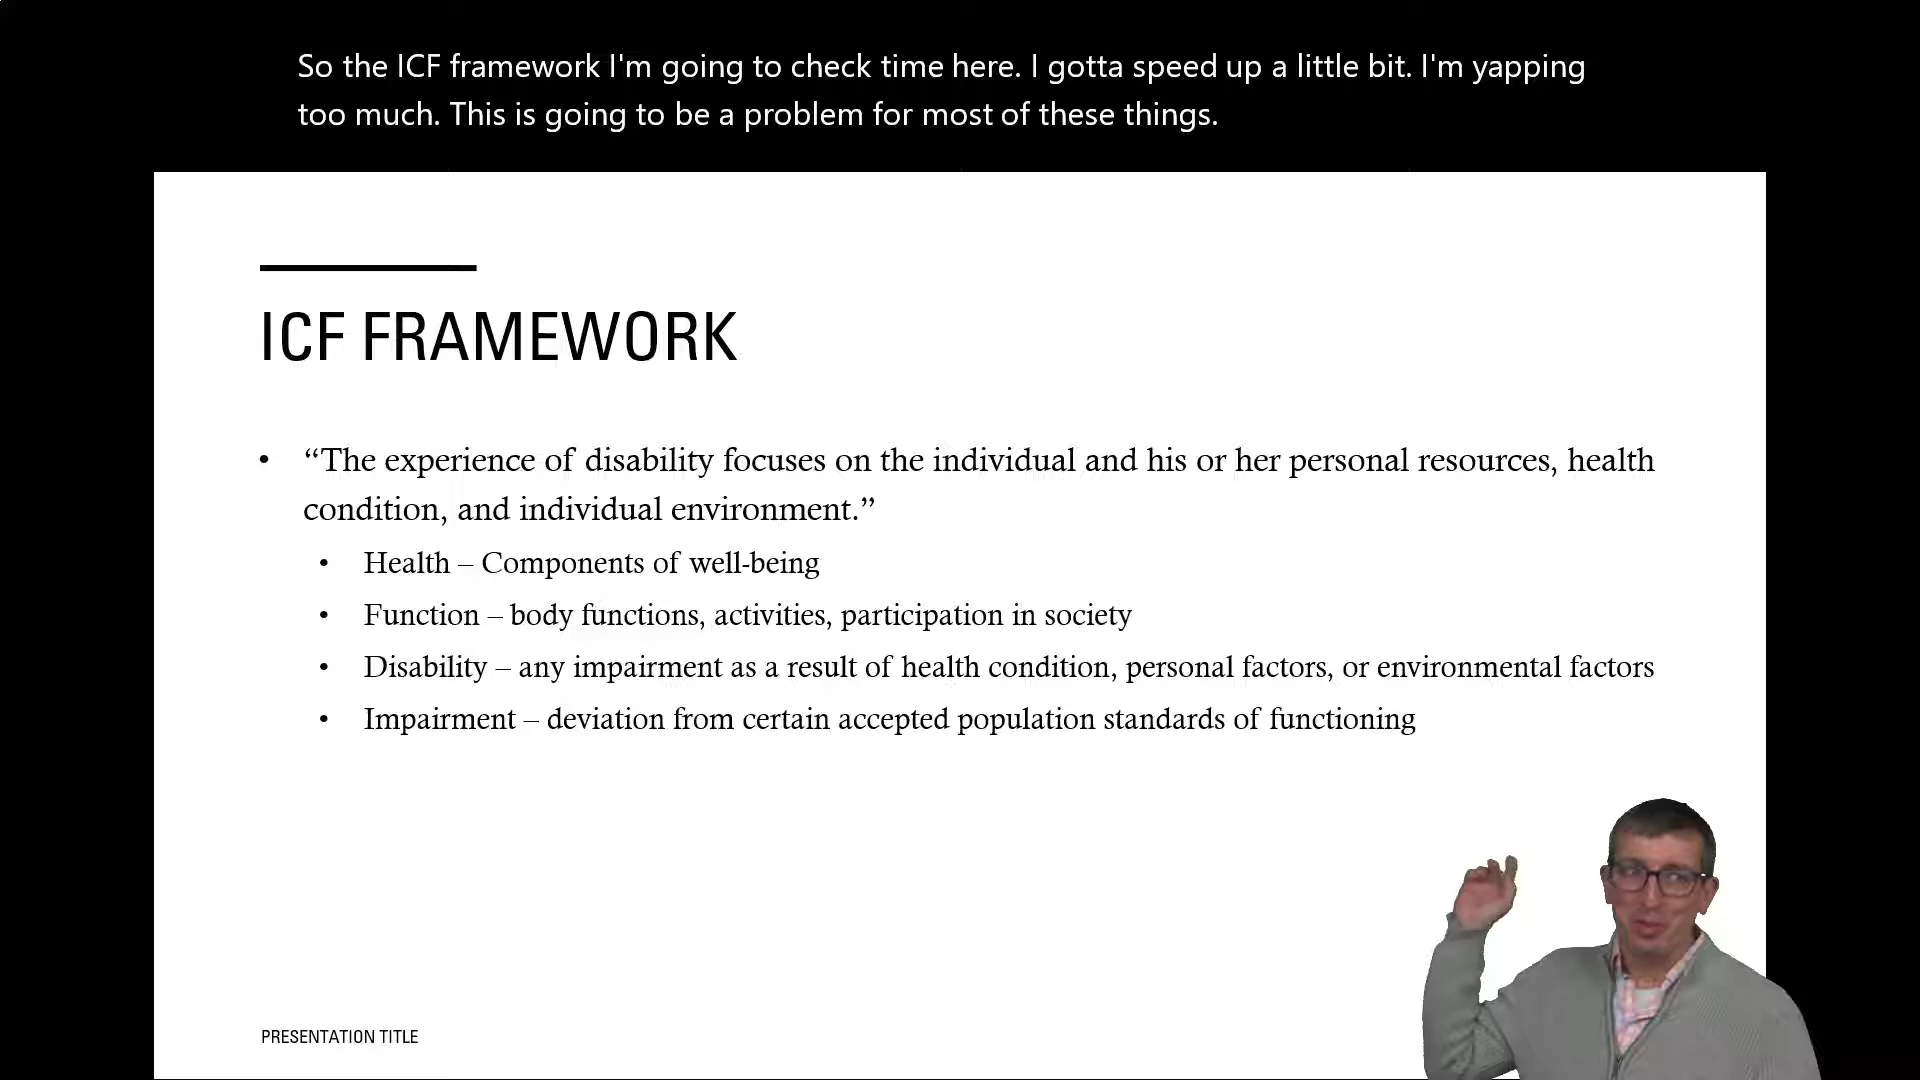 So the ICF framework I'm going to check time here. I gotta speed up a little bit. I'm yapping
too much. This is going to be a problem for most of these things.
ICF FRAMEWORK
• “The experience of disability focuses on the individual and his or her personal resources, health
condition, and individual environment.”
• Health – Components of well-being
• Function – body functions, activities, participation in society
• Disability – any impairment as a result of health condition, personal factors, or environmental factors
• Impairment – deviation from certain accepted population standards of functioning
PRESENTATION TITLE